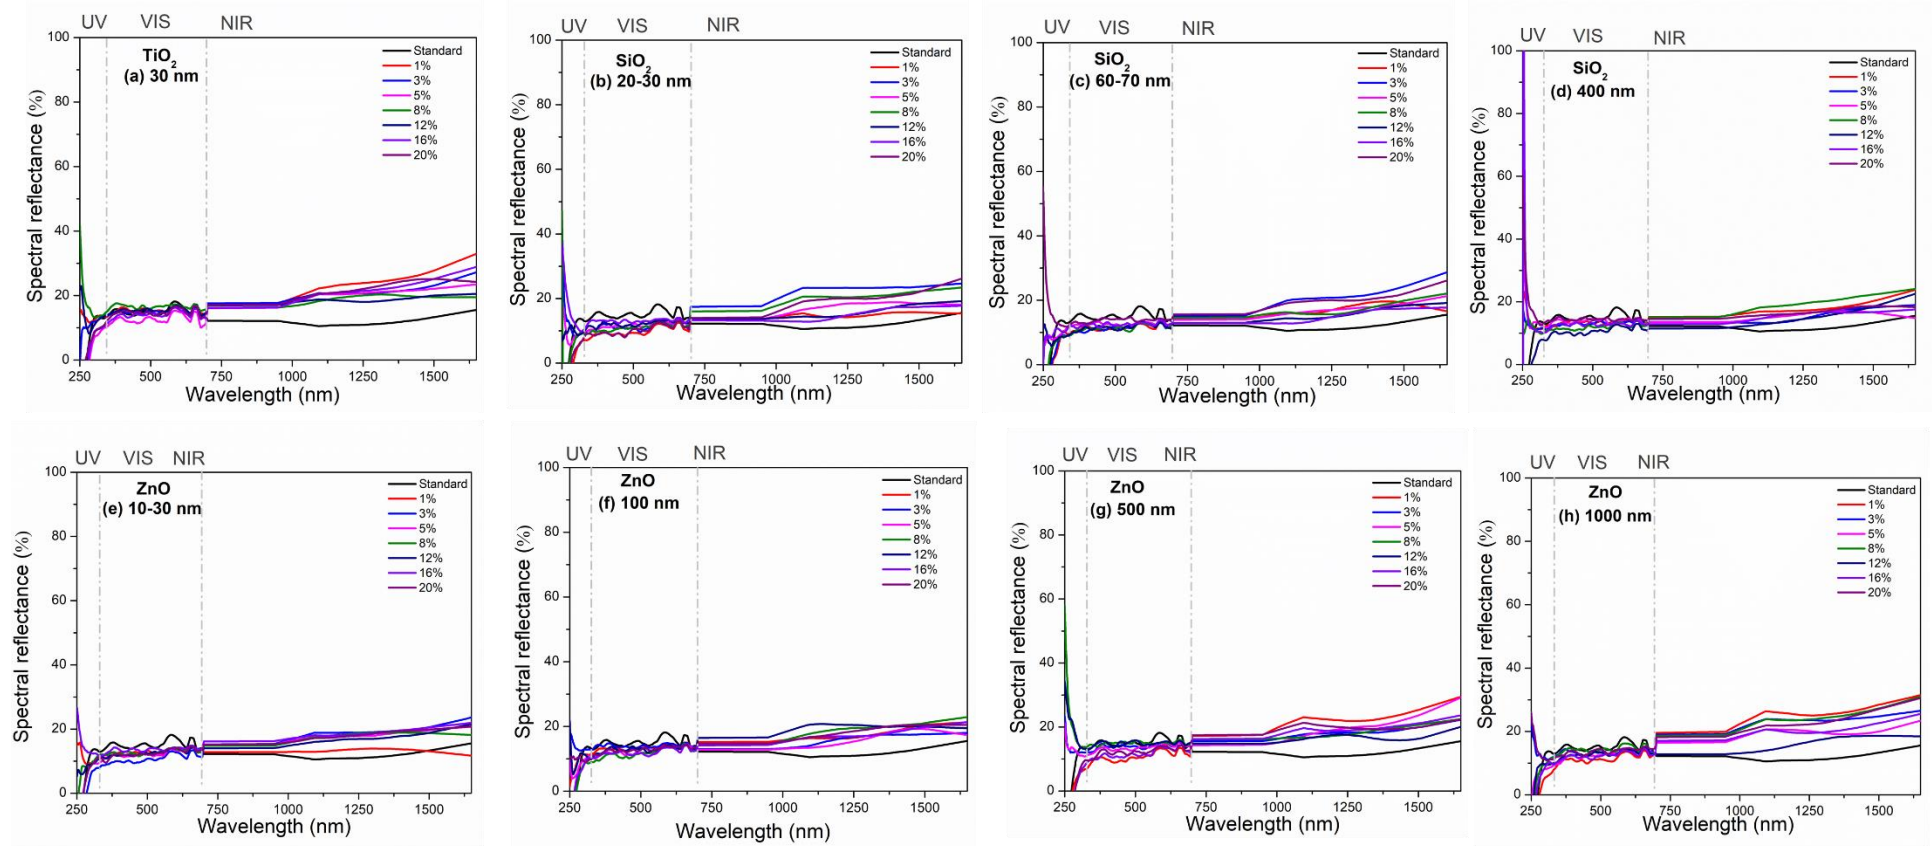 UV VIS NIR
TiO2
(a) 30 nm
Standard
1%
3%
5%
8%
12%
16%
20%
100
80
60
40
20
0
Spectral reflectance (%)
250 500 750 1000 1250 1500
Wavelength (nm)
UV VIS NIR
SiO2
(b) 20-30 nm
Standard
1%
3%
5%
8%
12%
16%
20%
100
80
60
40
20
0
Spectral reflectance (%)
250 500 750 1000 1250 1500
Wavelength (nm)
UV VIS NIR
SiO2
(c) 60-70 nm
Standard
1%
3%
5%
8%
12%
16%
20%
100
80
60
40
20
0
Spectral reflectance (%)
250 500 750 1000 1250 1500
Wavelength (nm)
UV VIS NIR
SiO2
(d) 400 nm
Standard
1%
3%
5%
8%
12%
16%
20%
100
80
60
40
20
0
Spectral reflectance (%)
250 500 750 1000 1250 1500
Wavelength (nm)
UV VIS NIR
ZnO
(e) 10-30 nm
Standard
1%
3%
5%
8%
12%
16%
20%
100
80
60
40
20
0
Spectral reflectance (%)
250 500 750 1000 1250 1500
Wavelength (nm)
UV VIS NIR
ZnO
(f) 100 nm
Standard
1%
3%
5%
8%
12%
16%
20%
100
80
60
40
20
0
Spectral reflectance (%)
250 500 750 1000 1250 1500
Wavelength (nm)
UV VIS NIR
ZnO
(g) 500 nm
Standard
1%
3%
5%
8%
12%
16%
20%
100
80
60
40
20
0
Spectral reflectance (%)
250 500 750 1000 1250 1500
Wavelength (nm)
UV VIS NIR
ZnO
(h) 1000 nm
Standard
1%
3%
5%
8%
12%
16%
20%
100
80
60
40
20
0
Spectral reflectance (%)
250 500 750 1000 1250 1500
Wavelength (nm)